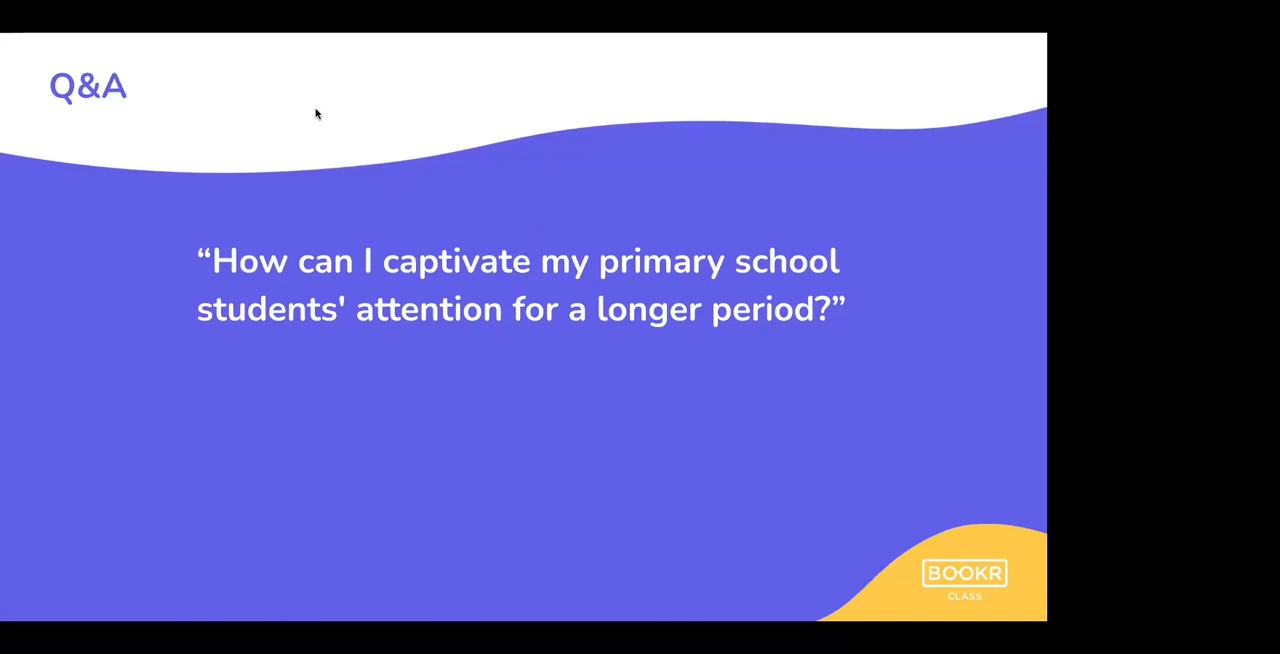 Q&A
“How can I captivate my primary school
students' attention for a longer period?”
BOOKR
CLASS